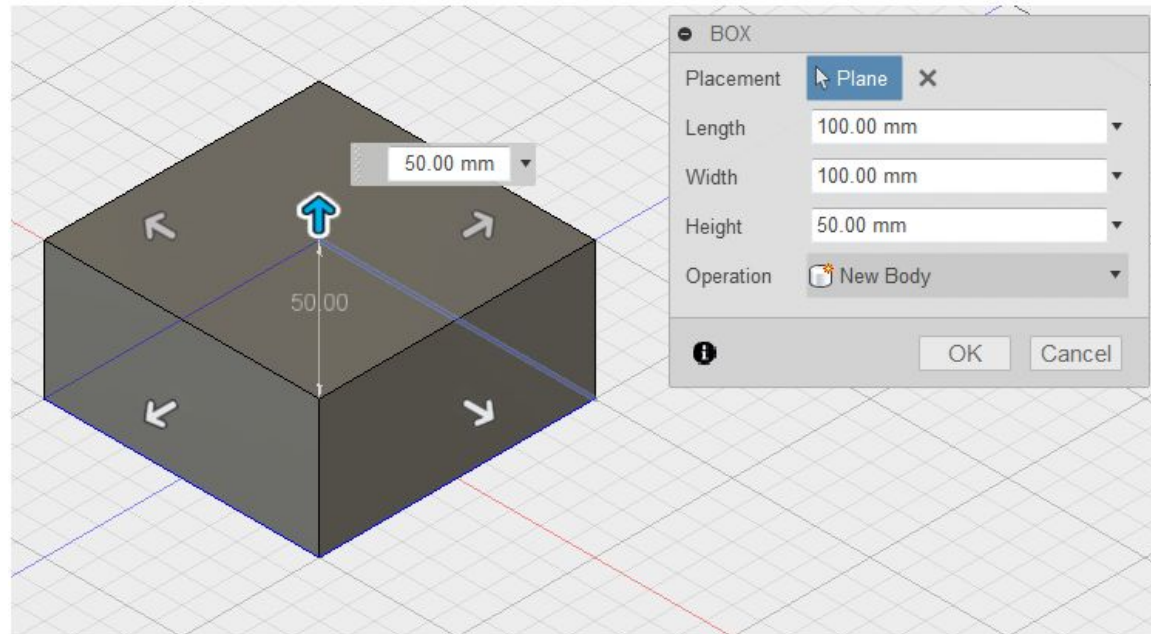 BOX
Placement Plane
Length 100.00 mm
Width 100.00 mm
Height 50.00 mm
Operation New Body
OK Cancel
50.00 mm
50.00